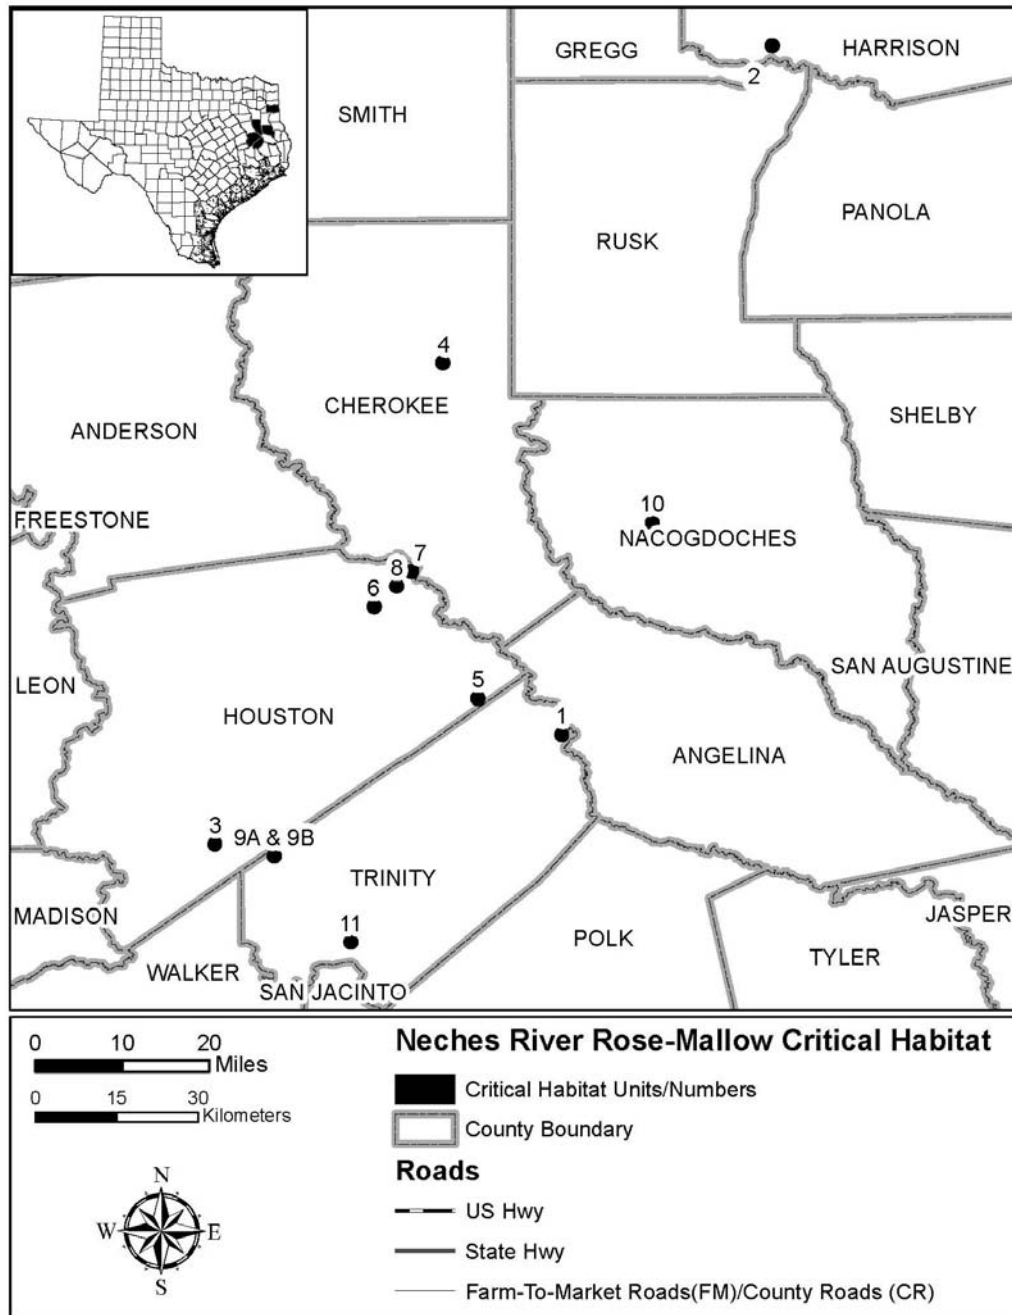 GREGG
HARRISON
2
SMITH
PANOLA
RUSK
4
CHEROKEE
SHELBY
ANDERSON
10
FREESTONE
NACOGDOCHES
7
8
6
SAN AUGUSTINE
LEON
5
HOUSTON
1
ANGELINA
3
9A & 9B
TRINITY
MADISON
JASPER
11
POLK
TYLER
WALKER
SAN JACINTO
0 10 20
Miles
0 15 30
Kilometers
N
W E
S
Neches River Rose-Mallow Critical Habitat
Critical Habitat Units/Numbers
County Boundary
Roads
US Hwy
State Hwy
Farm-To-Market Roads(FM)/County Roads (CR)